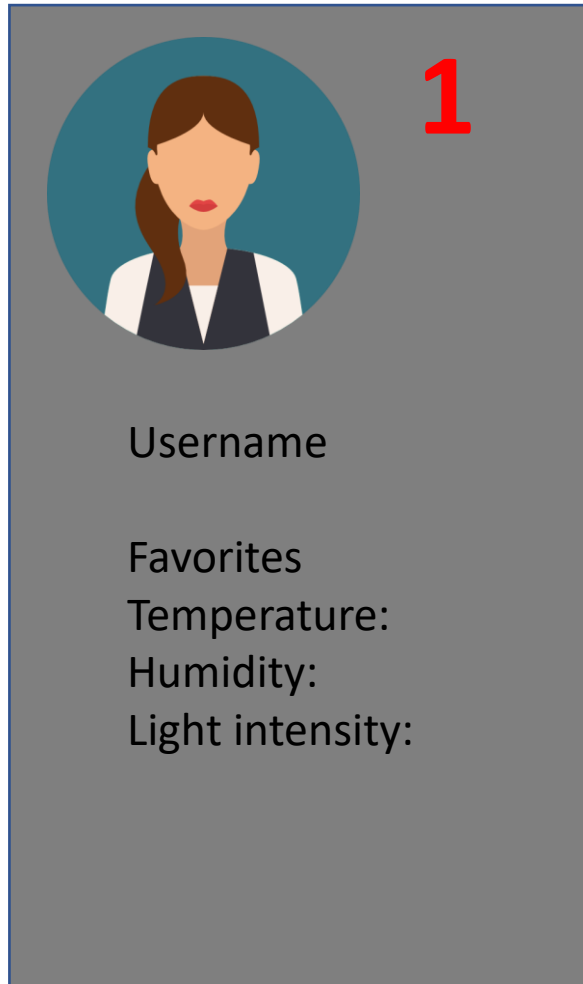 1
Username
Favorites
Temperature:
Humidity:
Light intensity: